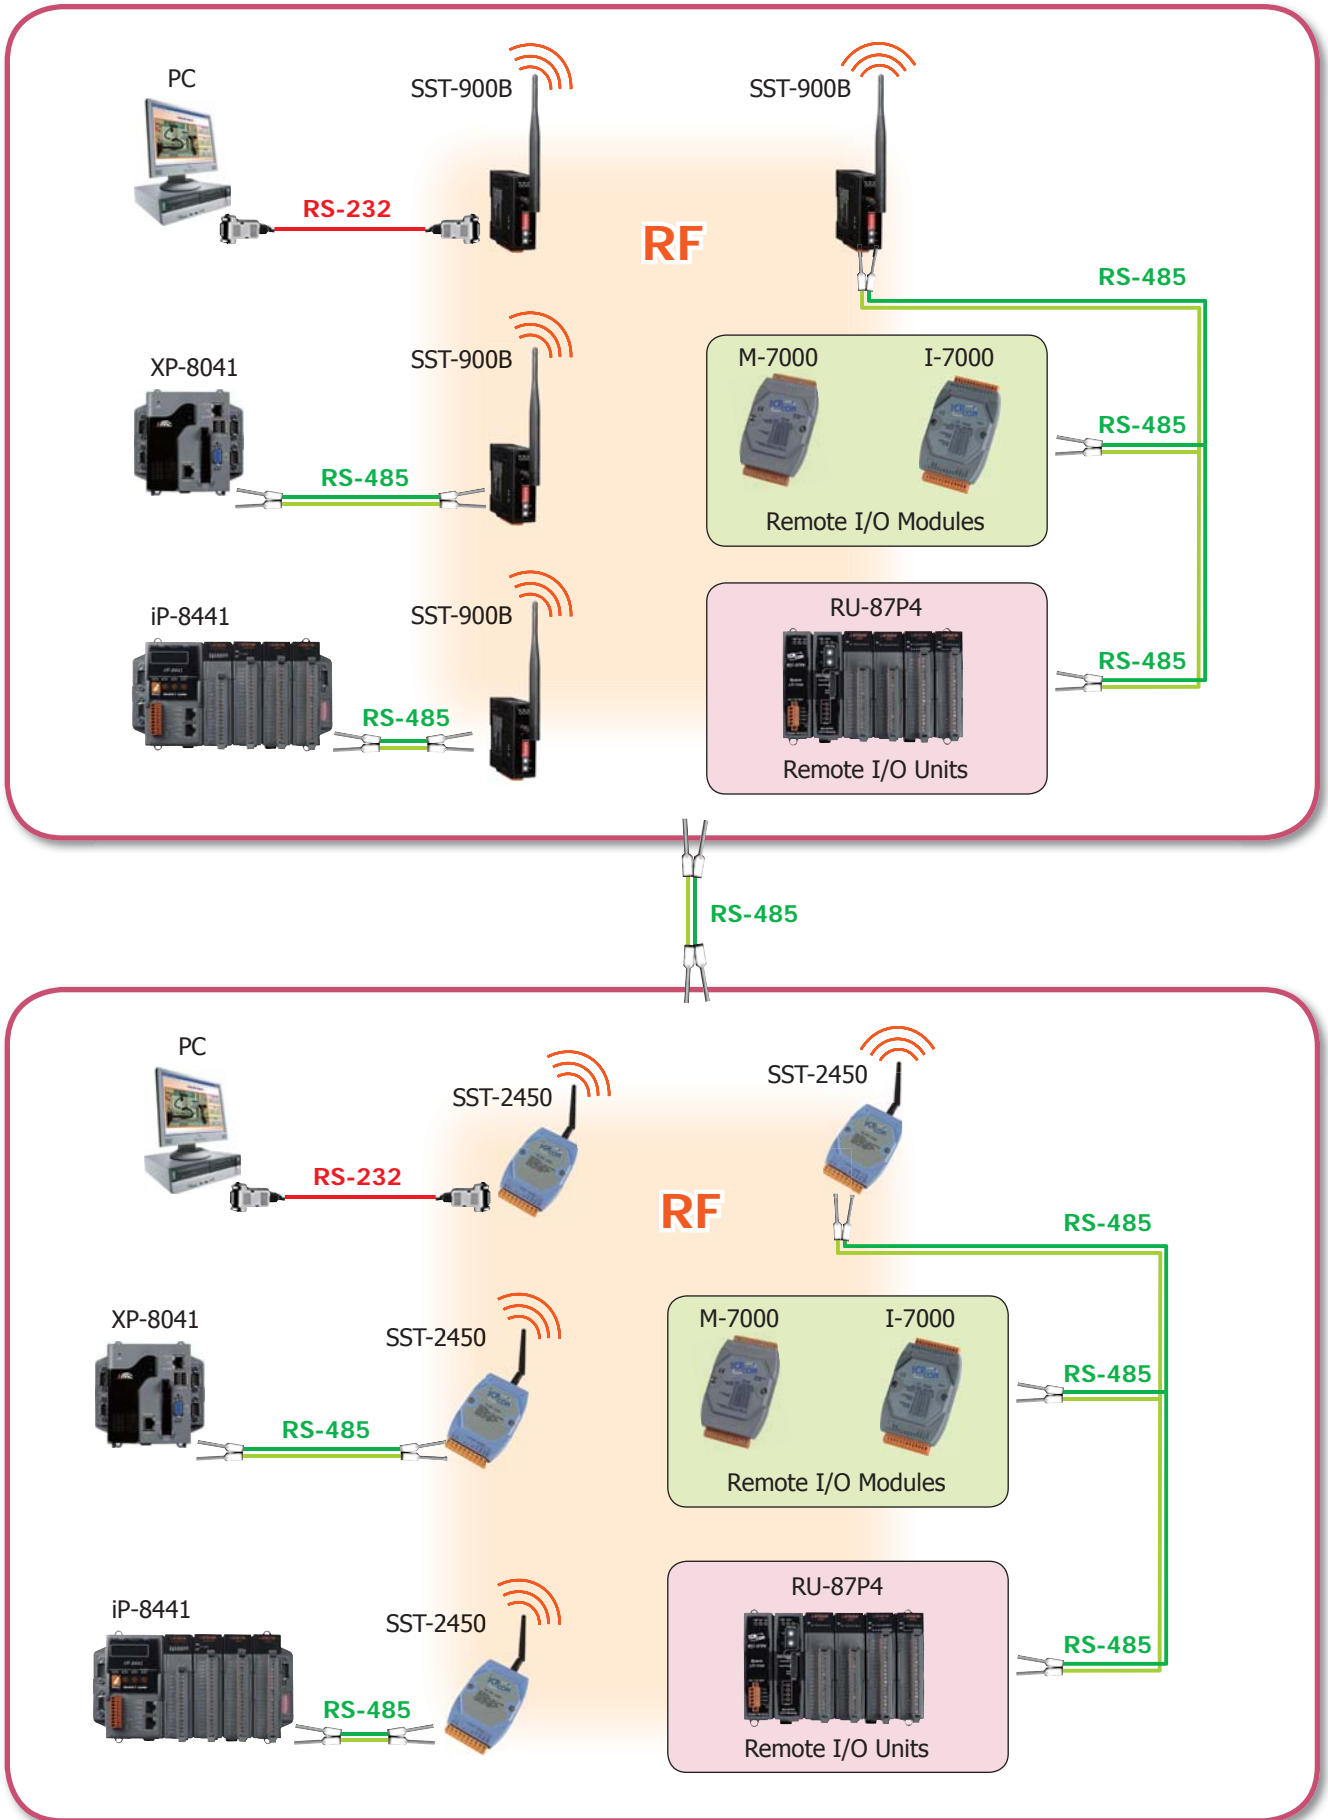 PC
SST-900B
SST-900B
RS-232
RF
RS-485
XP-8041
SST-900B
M-7000
I-7000
RS-485
RS-485
Remote I/O Modules
iP-8441
SST-900B
RU-87P4
RS-485
RS-485
Remote I/O Units
RS-485
PC
SST-2450
SST-2450
RS-232
RF
RS-485
XP-8041
SST-2450
M-7000
I-7000
RS-485
RS-485
Remote I/O Modules
iP-8441
SST-2450
RU-87P4
RS-485
RS-485
Remote I/O Units